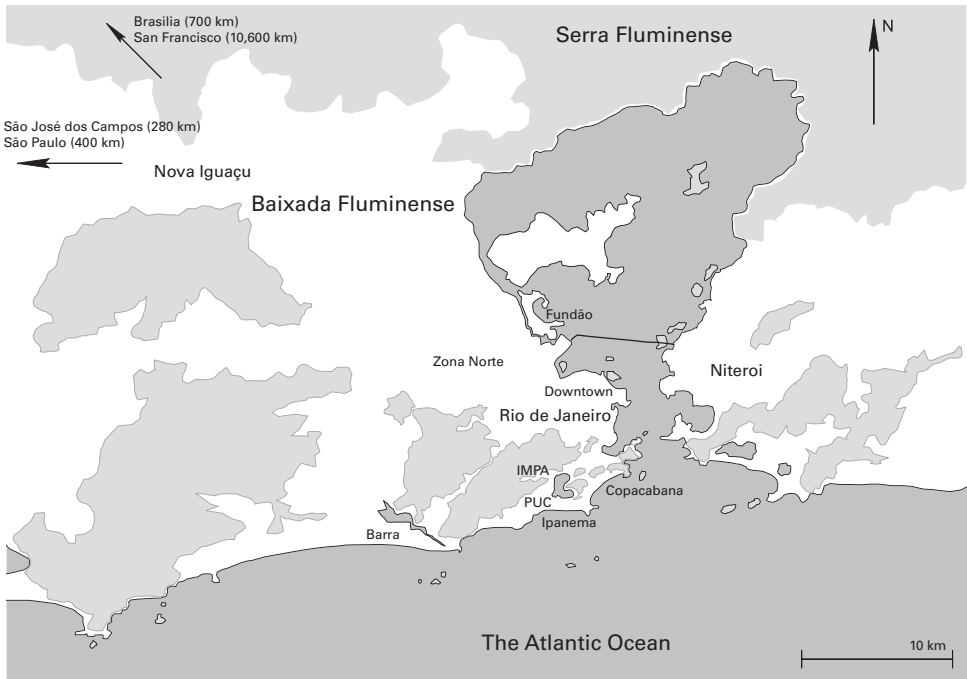 Brasilia (700 km)
San Francisco (10,600 km)
Serra Fluminense
N
São José dos Campos (280 km)
São Paulo (400 km)
Nova Iguaçu
Baixada Fluminense
Fundão
Zona Norte
Niteroi
Downtown
Rio de Janeiro
IMPA
Copacabana
PUC
Ipanema
Barra
The Atlantic Ocean
10 km